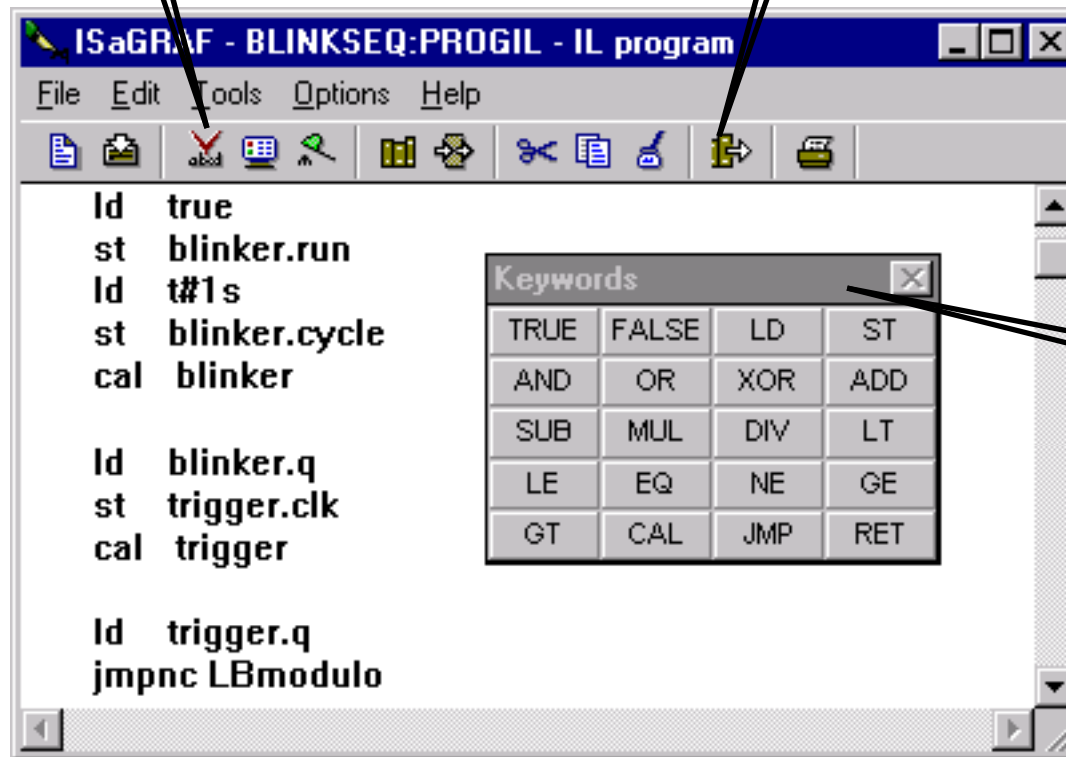 ISaGRAF - BLINKSEQ:PROGIL - IL program
File Edit Tools Options Help
abcd
ld true
st blinker.run
ld t#1s
st blinker.cycle
cal blinker
ld blinker.q
st trigger.clk
cal trigger
ld trigger.q
jmpnc LBmodulo
Keywords
TRUE FALSE LD ST
AND OR XOR ADD
SUB MUL DIV LT
LE EQ NE GE
GT CAL JMP RET